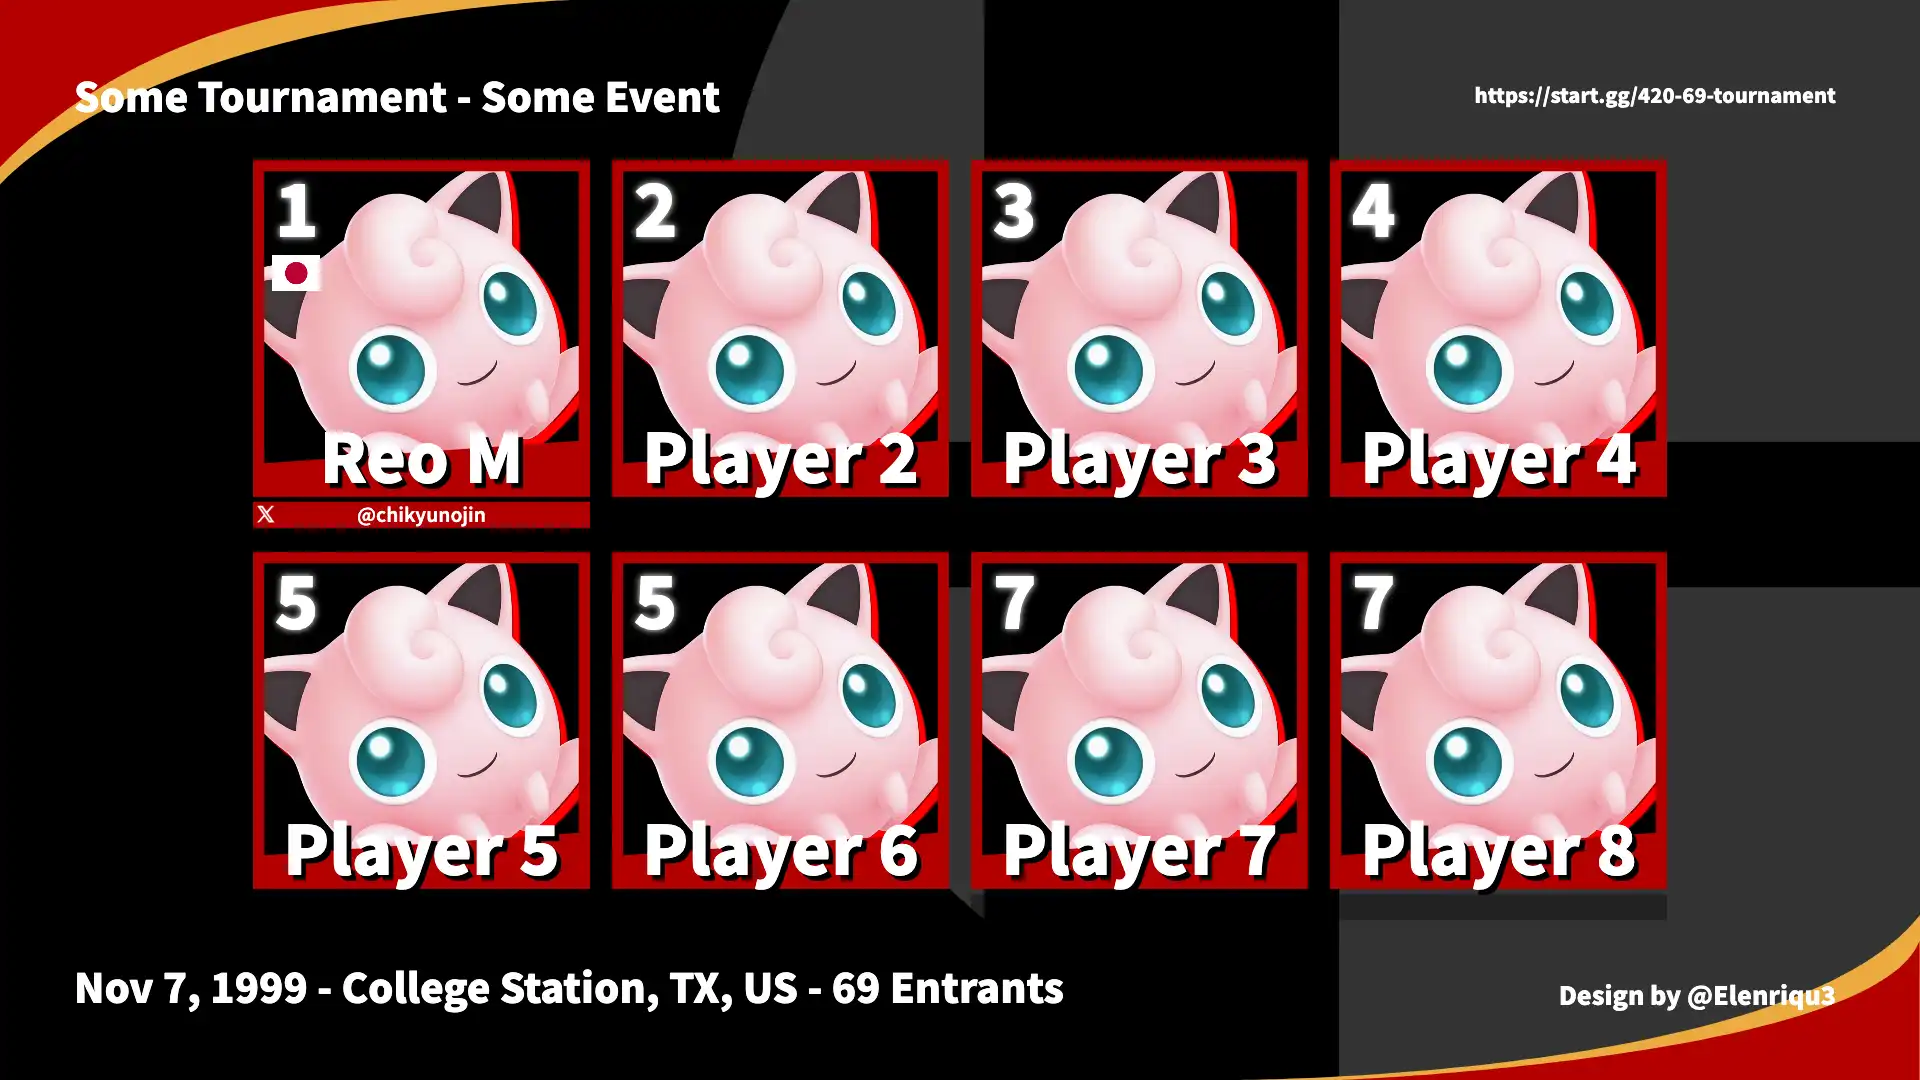 Some Tournament - Some Event
https://start.gg/420-69-tournament
1
2
3
4
Reo M
Player 2
Player 3
Player 4
@chikyunojin
5
5
7
7
Player 5
Player 6
Player 7
Player 8
Nov 7, 1999 - College Station, TX, US - 69 Entrants
Design by @Elenriqu3